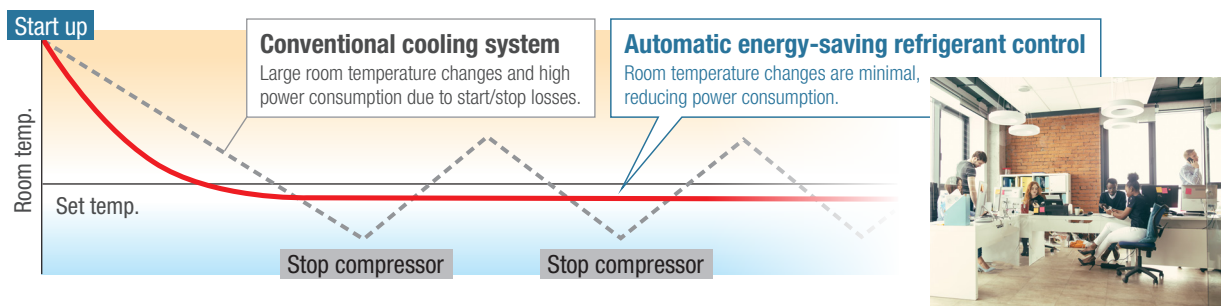 Start up
Conventional cooling system
Large room temperature changes and high
power consumption due to start/stop losses.
Automatic energy-saving refrigerant control
Room temperature changes are minimal,
reducing power consumption.
Room temp.
Set temp.
Stop compressor
Stop compressor